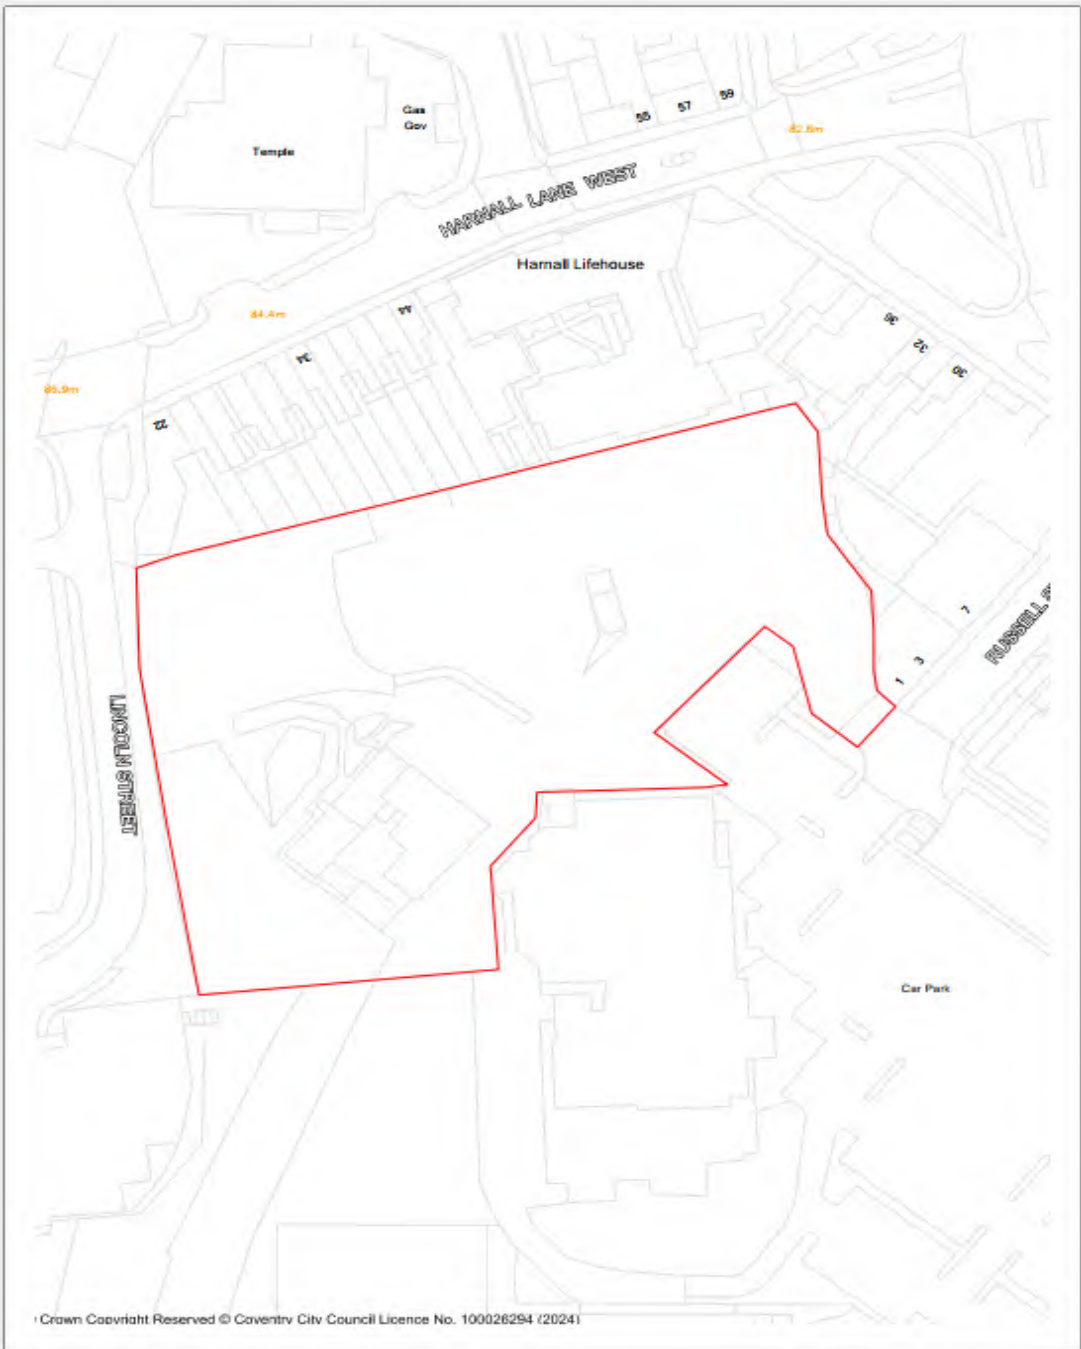 55 57 59
Gas
Gov
82.6m
Temple
HARNALL LANE WEST
Harnall Lifehouse
44
84.4m
36
34
32
30
86.9m
22
7
RUSSELL S
3
1
LINCOLN STREET
Car Park
Crown Copyright Reserved © Coventry City Council Licence No. 100026294 (2024)